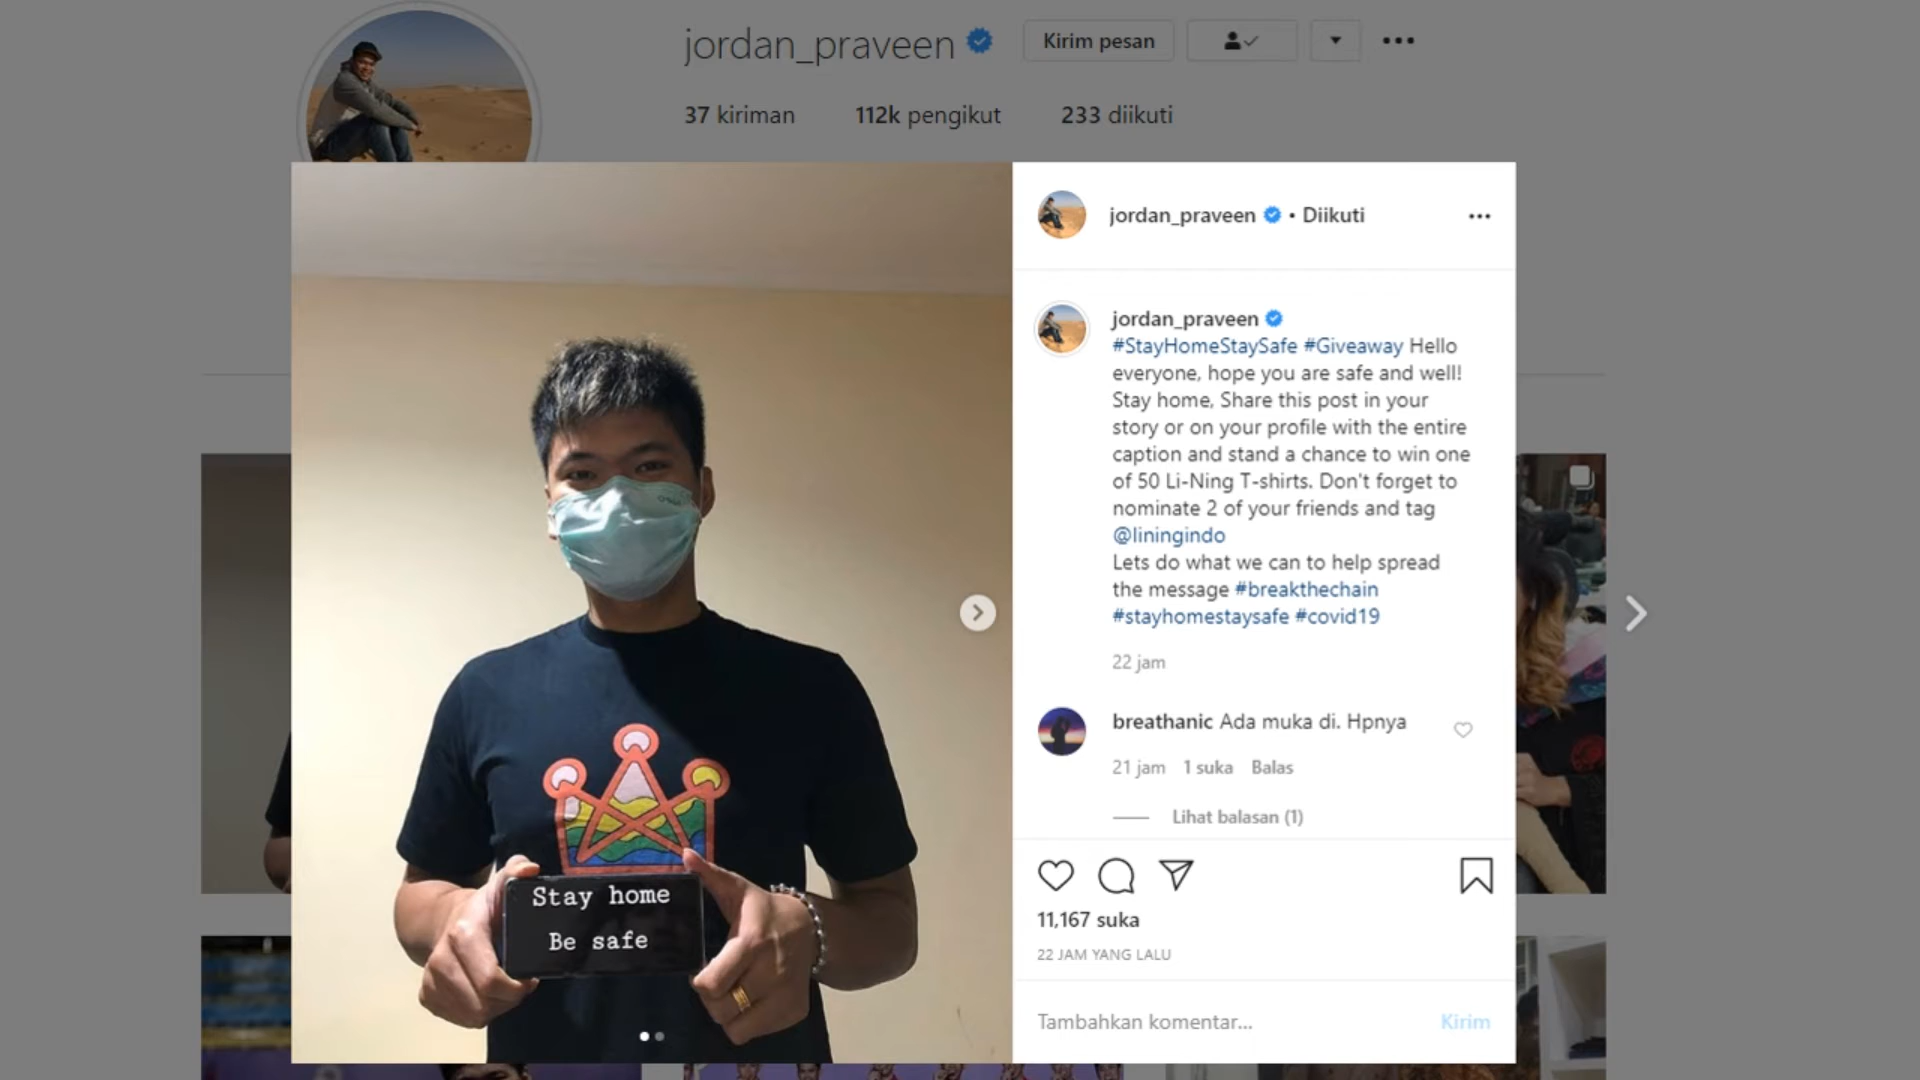 jordan_praveen
Kirim pesan
37 kiriman 112k pengikut 233 diikuti
Stay home
Be safe
jordan_praveen • Diikuti
jordan_praveen
#StayHomeStaySafe #Giveaway Hello
everyone, hope you are safe and well!
Stay home, Share this post in your
story or on your profile with the entire
caption and stand a chance to win one
of 50 Li-Ning T-shirts. Don't forget to
nominate 2 of your friends and tag
@liningindo
Lets do what we can to help spread
the message #breakthechain
#stayhomestaysafe #covid19
22 jam
breathanic Ada muka di. Hpnya
21 jam 1 suka Balas
Lihat balasan (1)
11,167 suka
22 JAM YANG LALU
Tambahkan komentar... Kirim